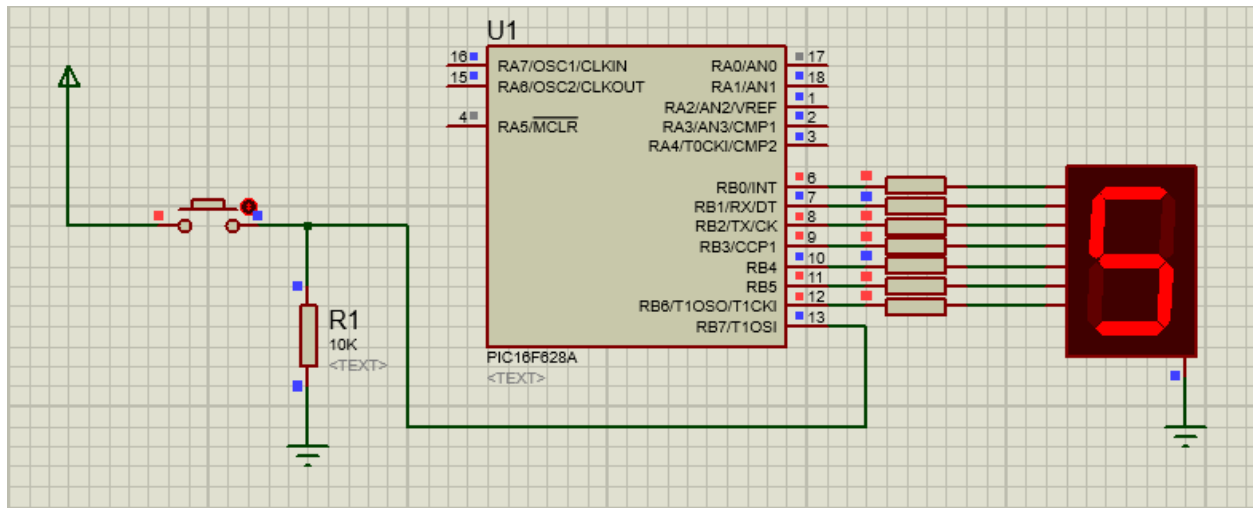 U1
16
RA7/OSC1/CLKIN
15
RA6/OSC2/CLKOUT
4
RA5/MCLR
RA0/AN0
17
RA1/AN1
18
RA2/AN2/VREF
1
RA3/AN3/CMP1
2
RA4/T0CKI/CMP2
3
RB0/INT
6
RB1/RX/DT
7
RB2/TX/CK
8
RB3/CCP1
9
RB4
10
RB5
11
RB6/T1OSO/T1CKI
12
RB7/T1OSI
13
PIC16F628A
<TEXT>
R1
10K
<TEXT>
5